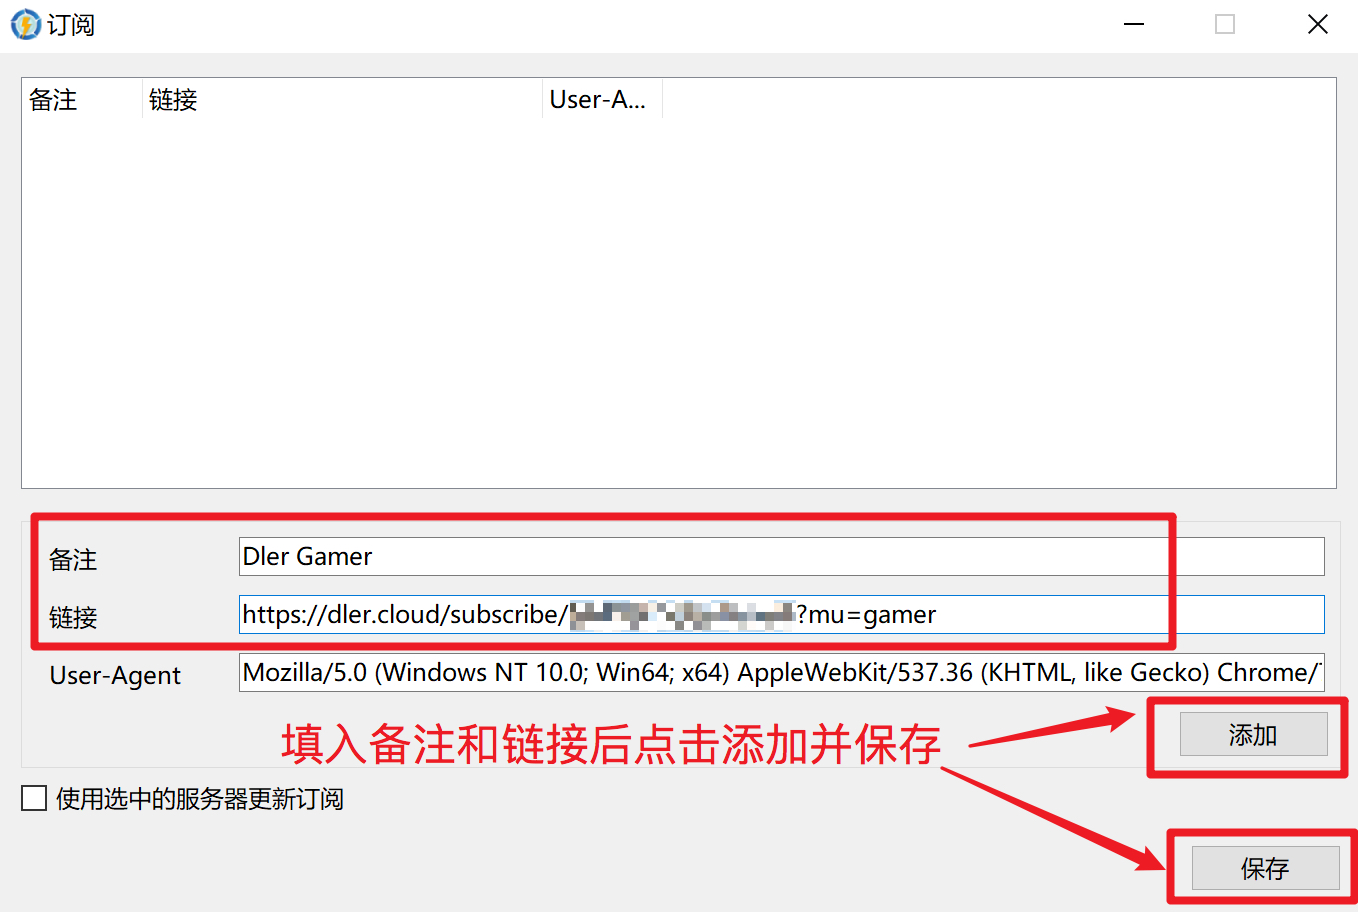 订阅
备注 链接 User-A...
备注 Dler Gamer
链接 https://dler.cloud/subscribe/ ?mu=gamer
User-Agent Mozilla/5.0 (Windows NT 10.0; Win64; x64) AppleWebKit/537.36 (KHTML, like Gecko) Chrome/
填入备注和链接后点击添加并保存
添加
使用选中的服务器更新订阅
保存